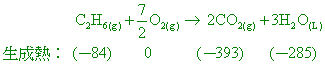 C₂H₆₍g₎ + 7/2 O₂₍g₎ → 2CO₂₍g₎ + 3H₂O₍L₎
生成熱： (−84) 0 (−393) (−285)